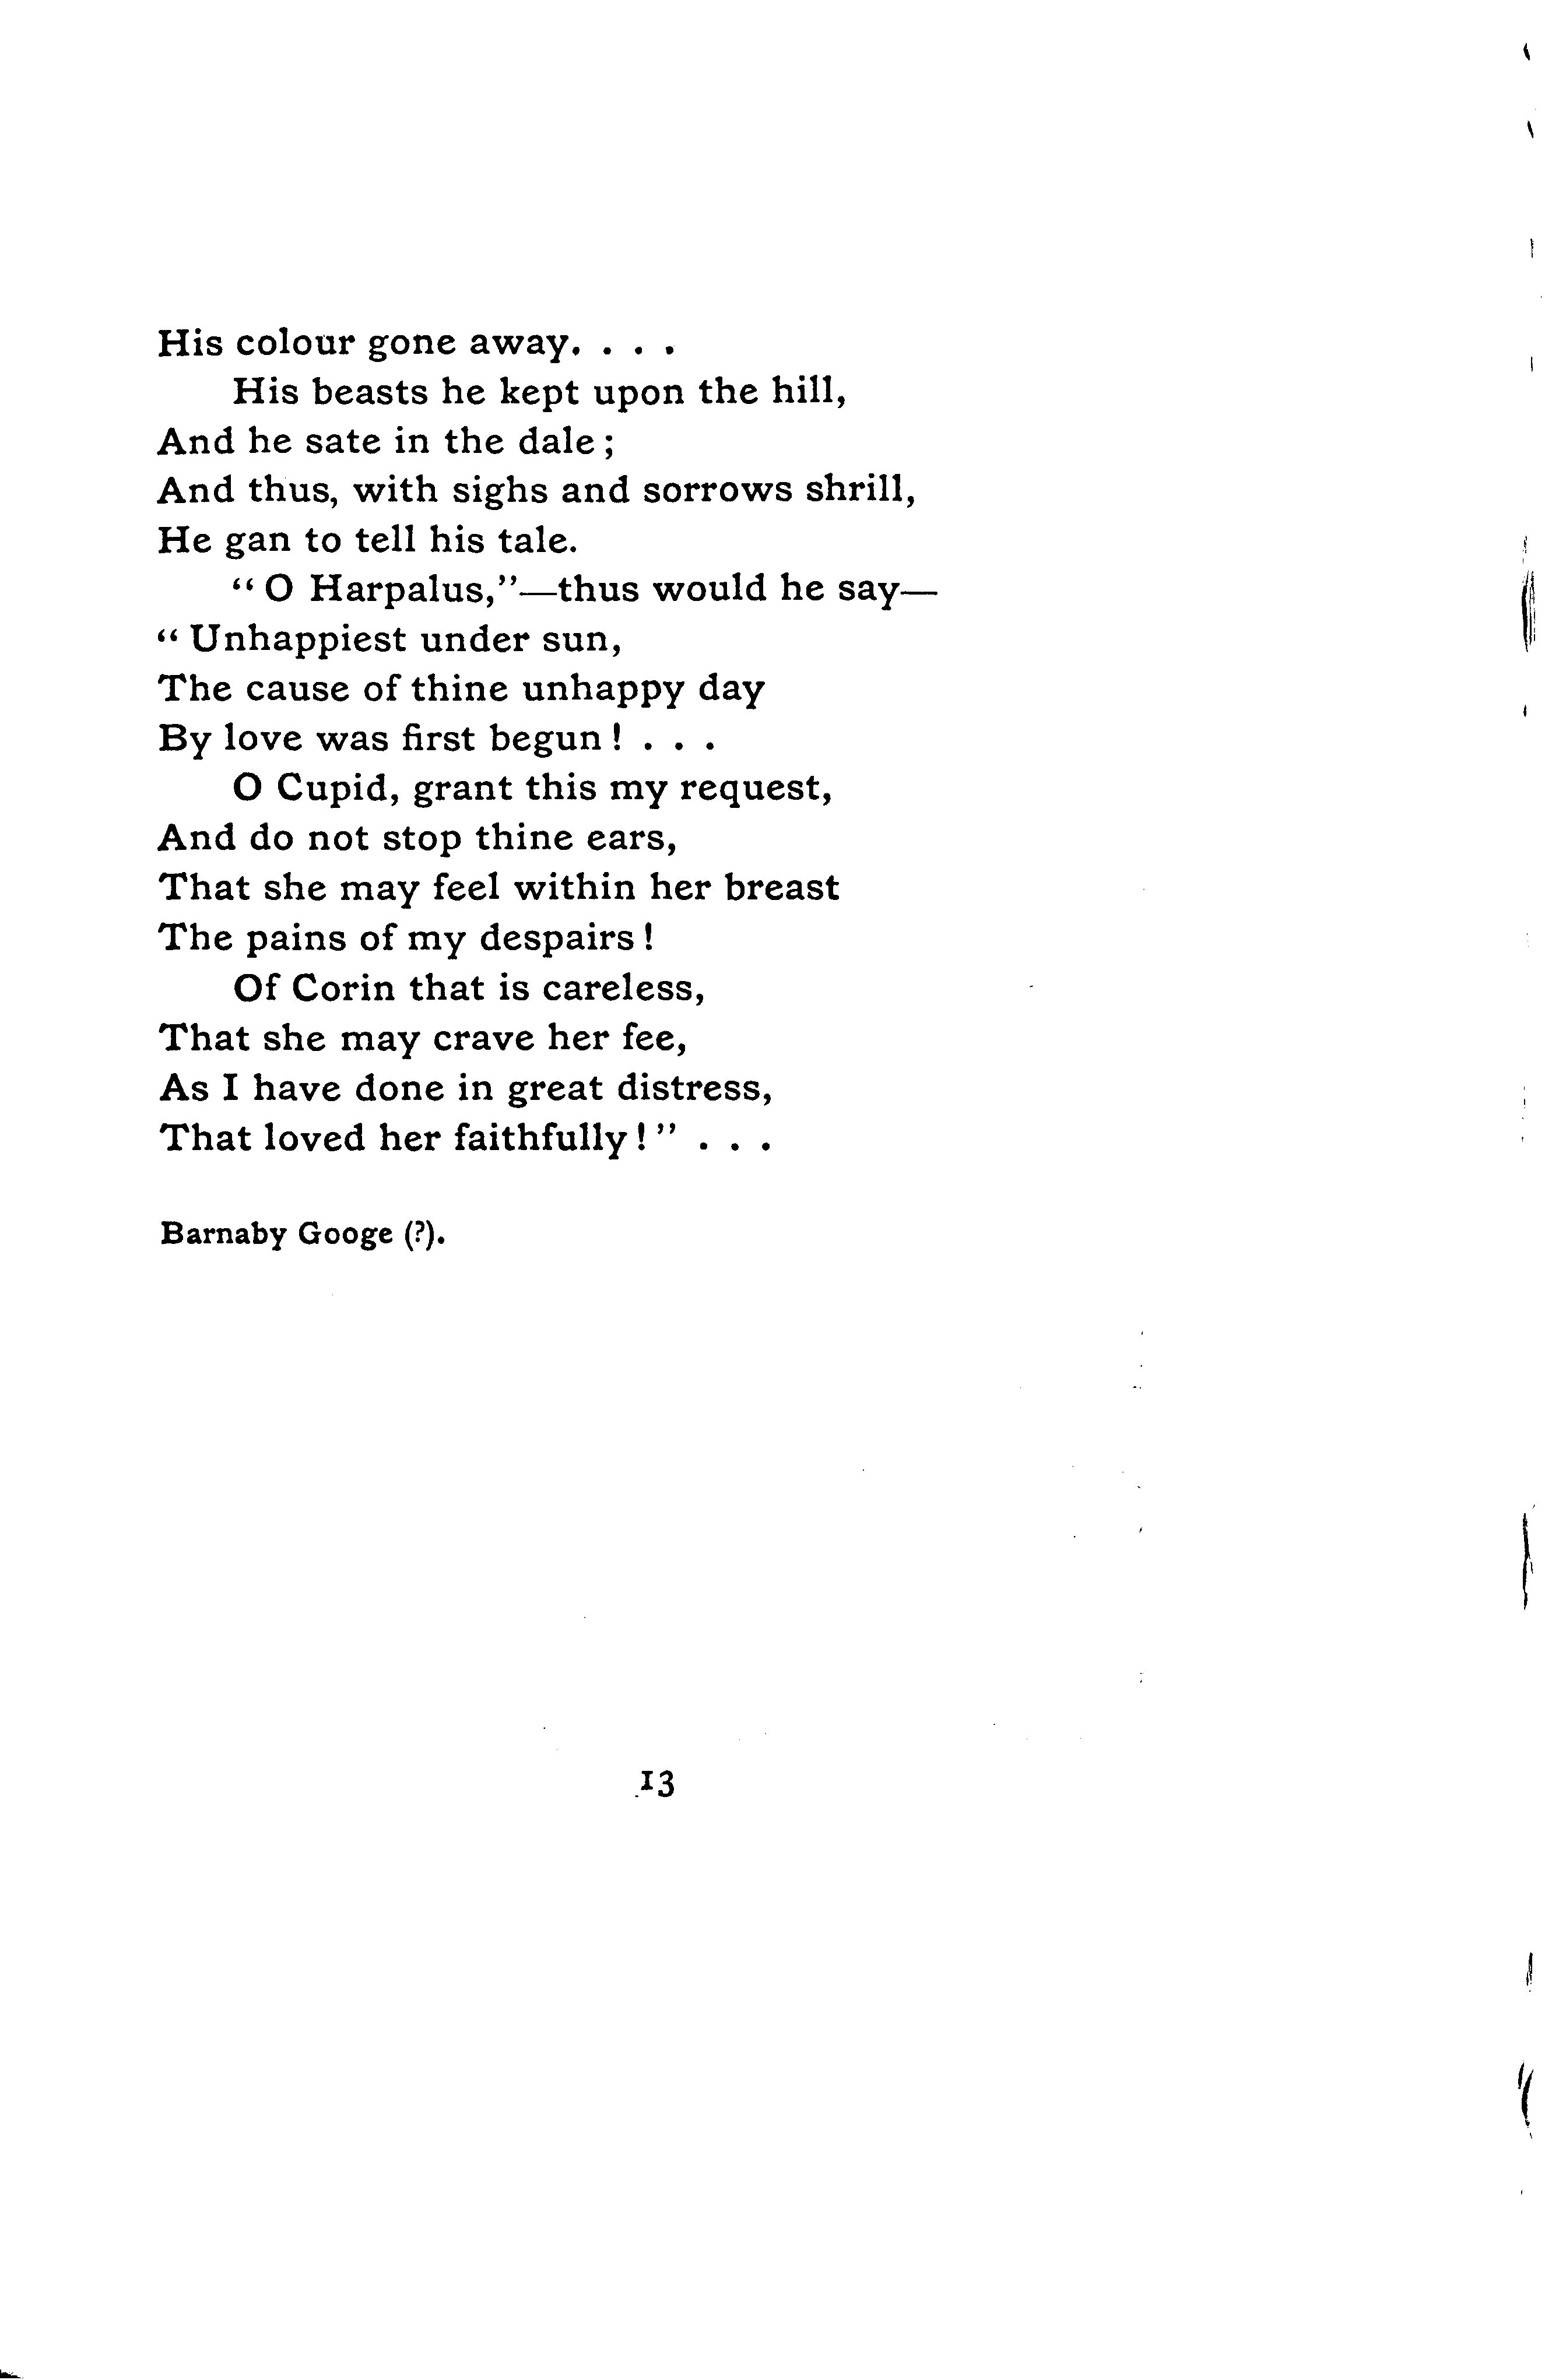 His colour gone away. . . .
His beasts he kept upon the hill,
And he sate in the dale ;
And thus, with sighs and sorrows shrill,
He gan to tell his tale.
“ O Harpalus,”—thus would he say—
“ Unhappiest under sun,
The cause of thine unhappy day
By love was first begun ! . . .
O Cupid, grant this my request,
And do not stop thine ears,
That she may feel within her breast
The pains of my despairs !
Of Corin that is careless,
That she may crave her fee,
As I have done in great distress,
That loved her faithfully ! ” . . .
Barnaby Googe (?).
13